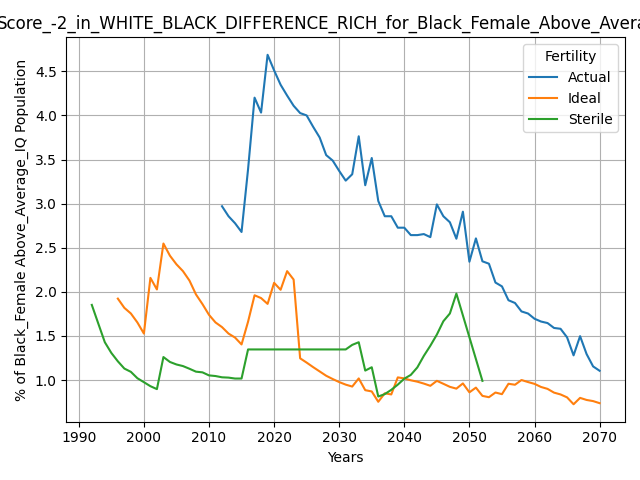 Score_-2_in_WHITE_BLACK_DIFFERENCE_RICH_for_Black_Female_Above_Avera
% of Black_Female Above_Average_IQ Population
4.5
4.0
3.5
3.0
2.5
2.0
1.5
1.0
Fertility
Actual
Ideal
Sterile
1990 2000 2010 2020 2030 2040 2050 2060 2070
Years